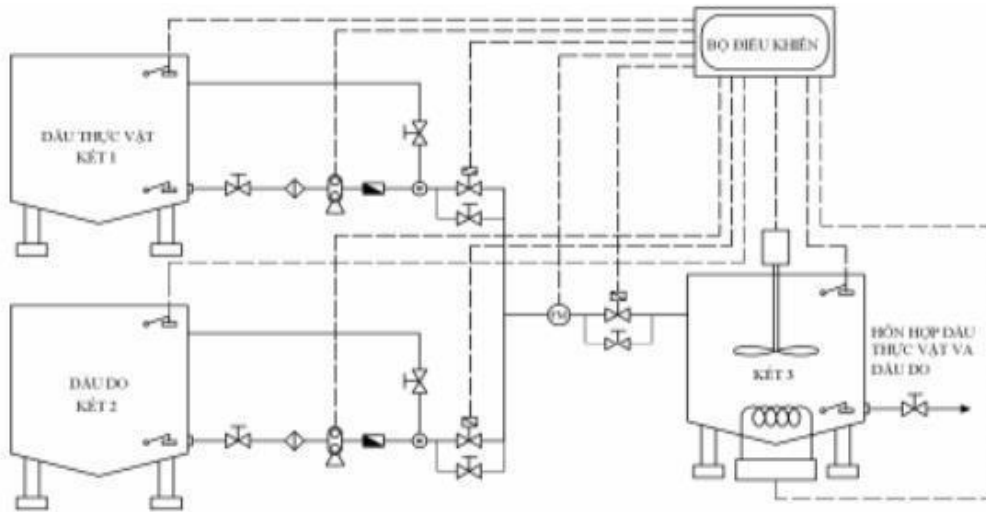 BỘ ĐIỀU KHIỂN
DẦU THỰC VẬT
KÉT 1
DẦU DO
KÉT 2
KÉT 3
HỖN HỢP DẦU
THỰC VẬT VA
DẦU DO